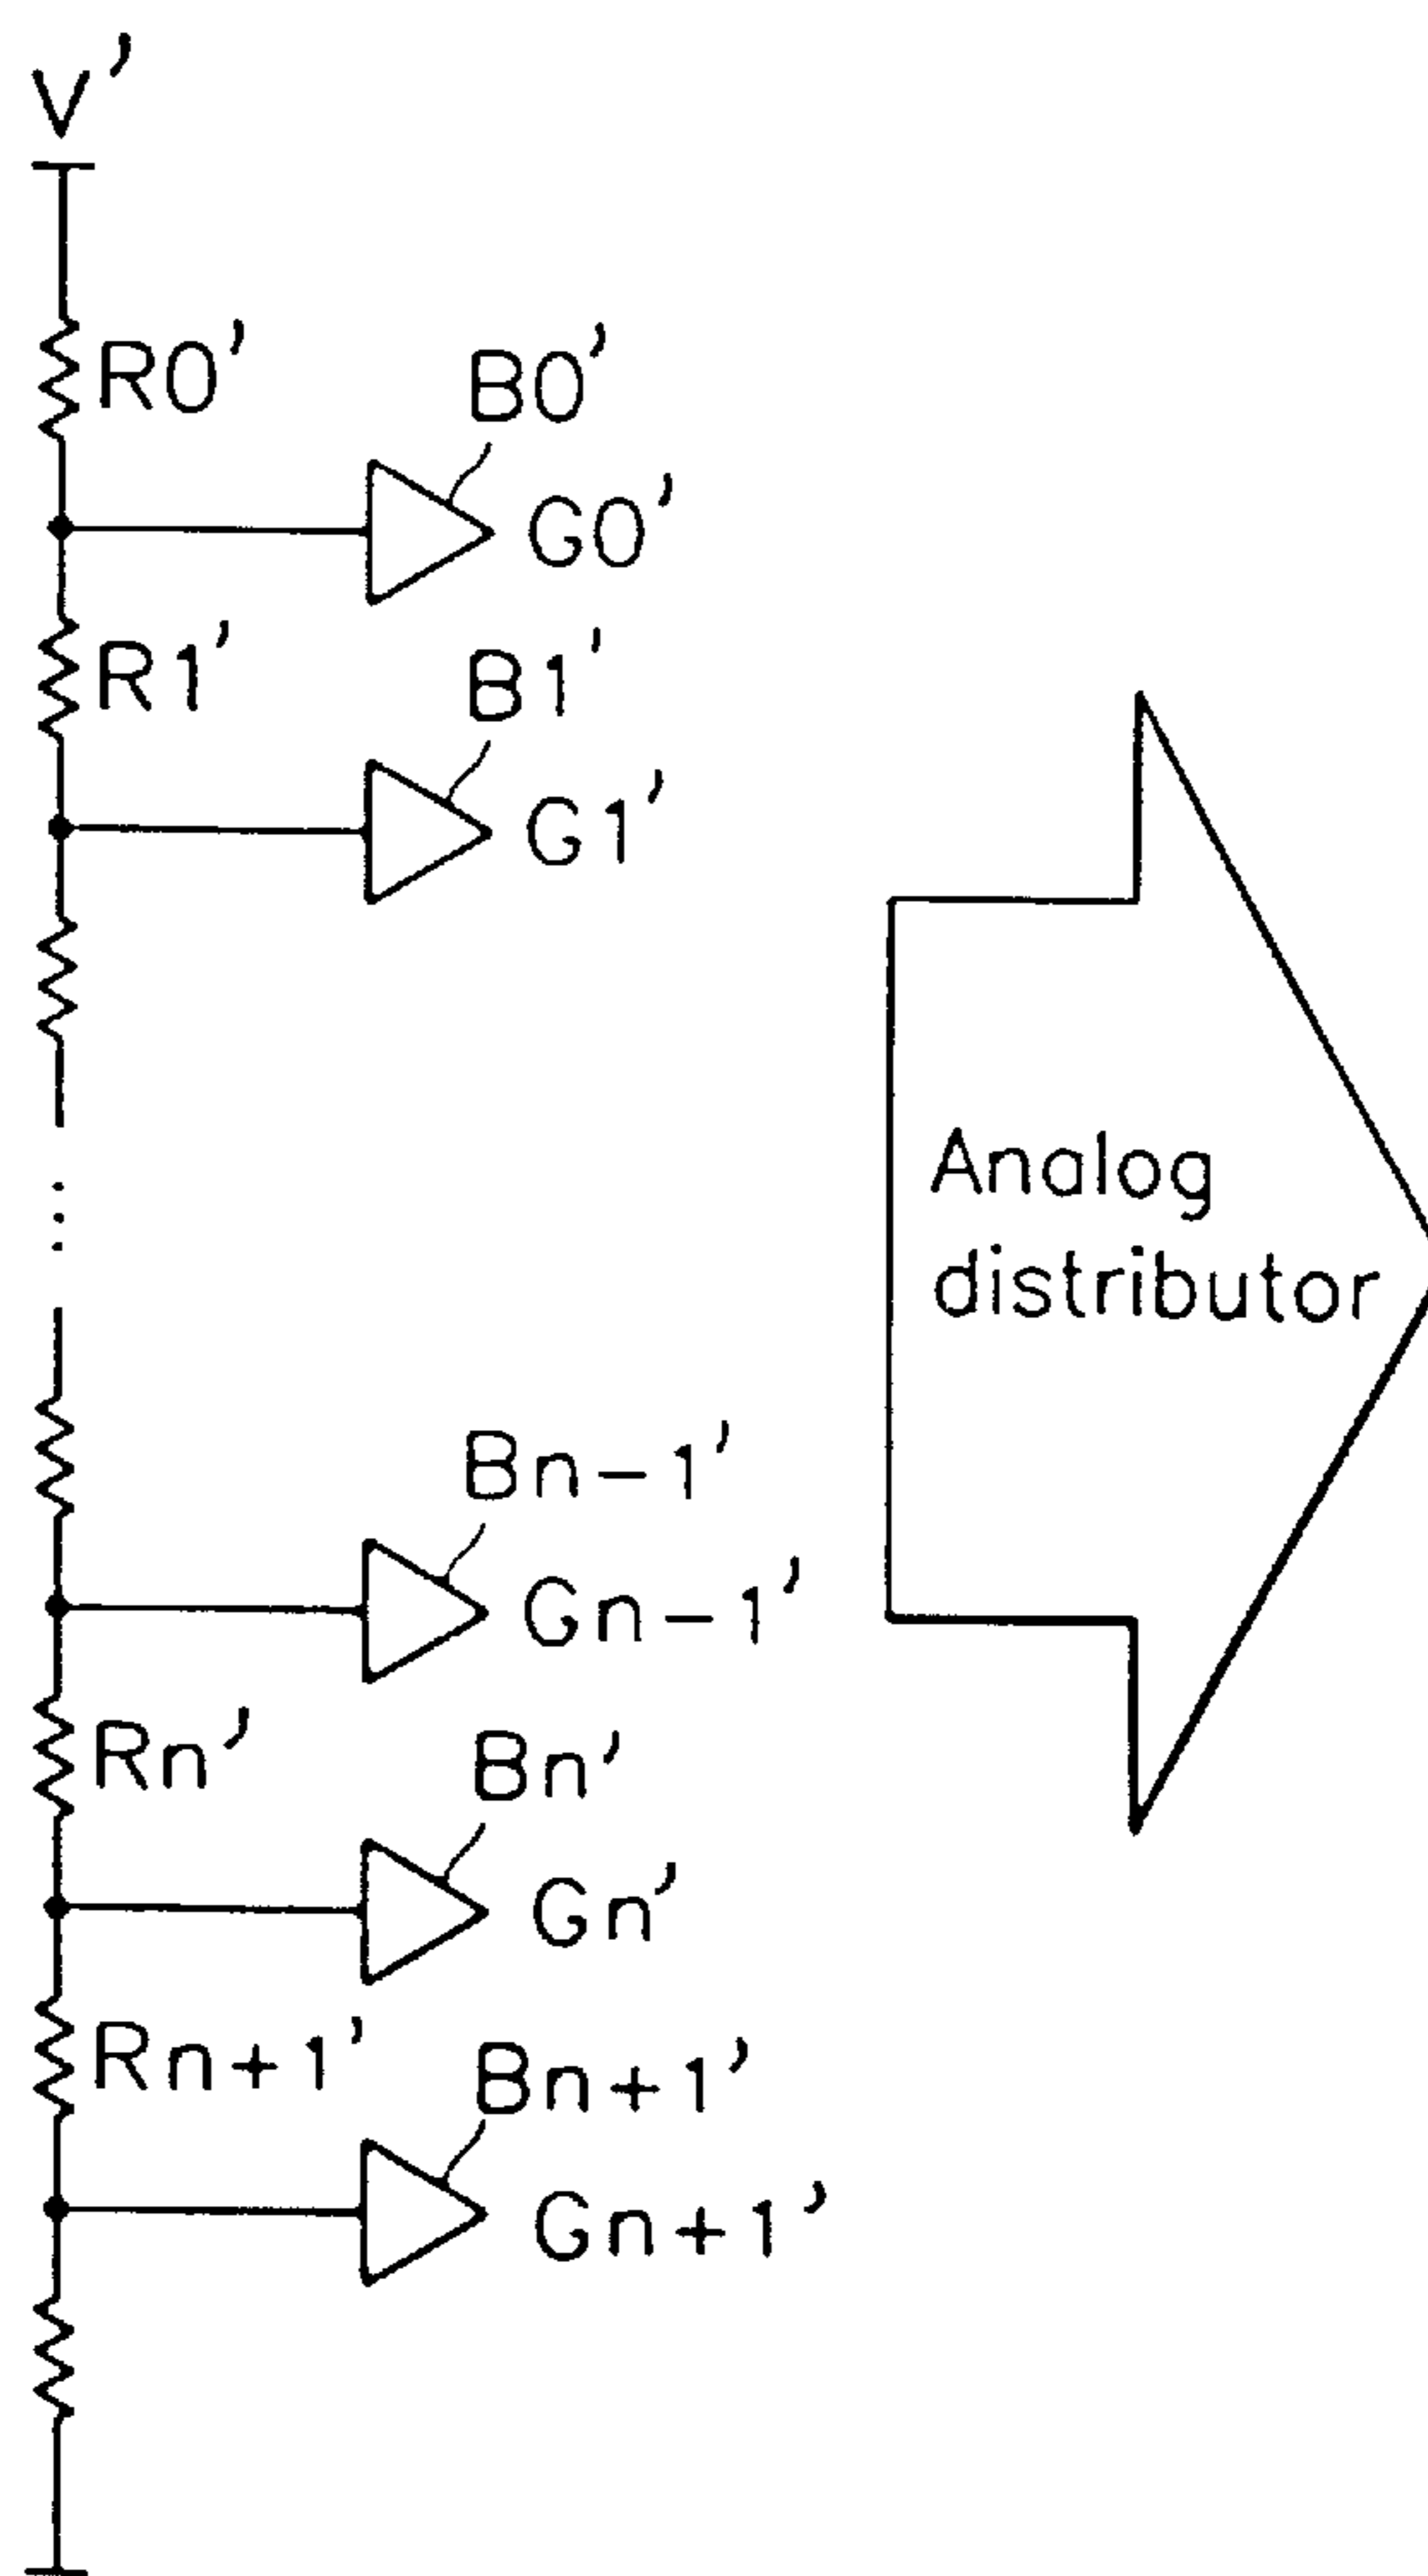 V'
R0'
B0'
G0'
R1'
B1'
G1'
Analog
distributor
Bn-1'
Gn-1'
Rn'
Bn'
Gn'
Rn+1'
Bn+1'
Gn+1'